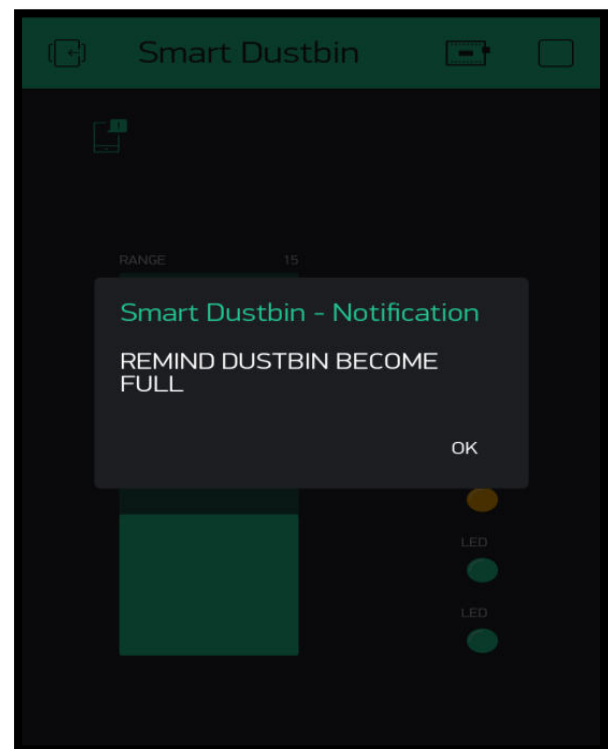 Smart Dustbin
RANGE 15
Smart Dustbin - Notification
REMIND DUSTBIN BECOME
FULL
OK
LED
LED